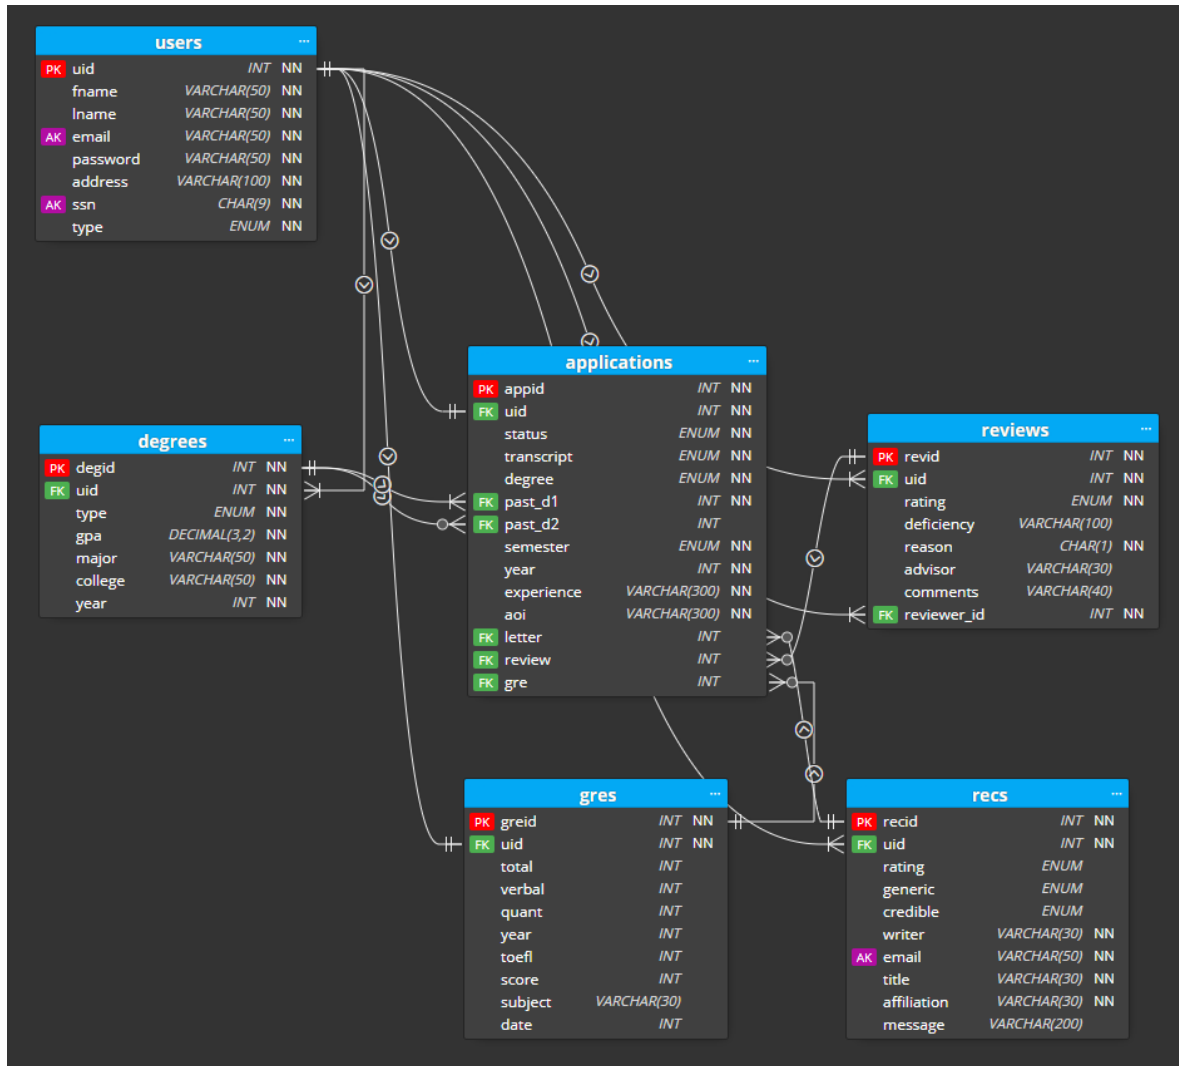 users ...
PK uid INT NN
fname VARCHAR(50) NN
lname VARCHAR(50) NN
AK email VARCHAR(50) NN
password VARCHAR(50) NN
address VARCHAR(100) NN
AK ssn CHAR(9) NN
type ENUM NN
applications ...
PK appid INT NN
FK uid INT NN
status ENUM NN
transcript ENUM NN
degree ENUM NN
FK past_d1 INT NN
FK past_d2 INT
semester ENUM NN
year INT NN
experience VARCHAR(300) NN
aoi VARCHAR(300) NN
FK letter INT
FK review INT
FK gre INT
degrees ...
PK degid INT NN
FK uid INT NN
type ENUM NN
gpa DECIMAL(3,2) NN
major VARCHAR(50) NN
college VARCHAR(50) NN
year INT NN
reviews ...
PK revid INT NN
FK uid INT NN
rating ENUM NN
deficiency VARCHAR(100)
reason CHAR(1) NN
advisor VARCHAR(30)
comments VARCHAR(40)
FK reviewer_id INT NN
gres ...
PK greid INT NN
FK uid INT NN
total INT
verbal INT
quant INT
year INT
toefl INT
score INT
subject VARCHAR(30)
date INT
recs ...
PK recid INT NN
FK uid INT NN
rating ENUM
generic ENUM
credible ENUM
writer VARCHAR(30) NN
AK email VARCHAR(50) NN
title VARCHAR(30) NN
affiliation VARCHAR(30) NN
message VARCHAR(200)